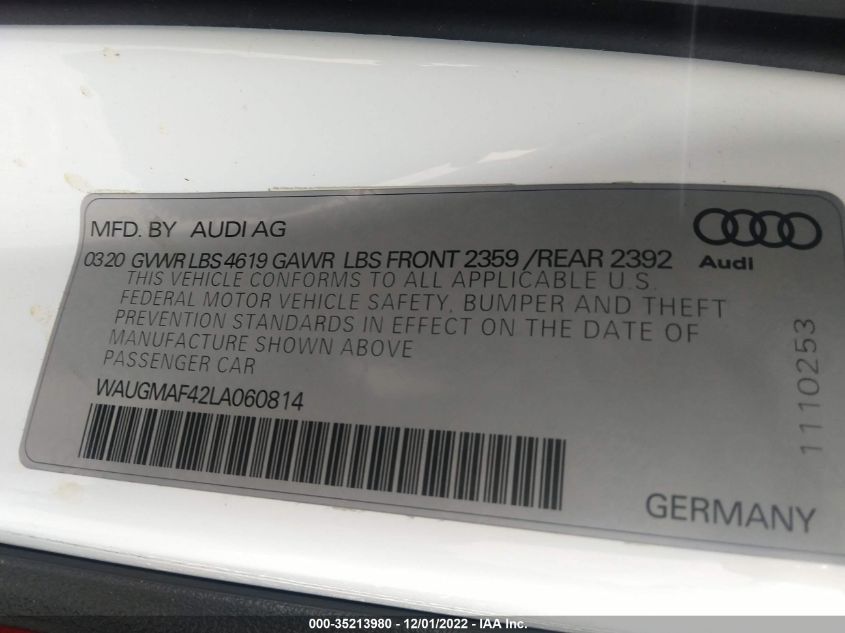 MFD. BY AUDI AG
Audi
0320 GVWR LBS 4619 GAWR LBS FRONT 2359 /REAR 2392
THIS VEHICLE CONFORMS TO ALL APPLICABLE U.S.
FEDERAL MOTOR VEHICLE SAFETY, BUMPER AND THEFT
PREVENTION STANDARDS IN EFFECT ON THE DATE OF
MANUFACTURE SHOWN ABOVE
PASSENGER CAR
WAUGMAF42LA060814
1110253
GERMANY
000-35213980 - 12/01/2022 - IAA Inc.